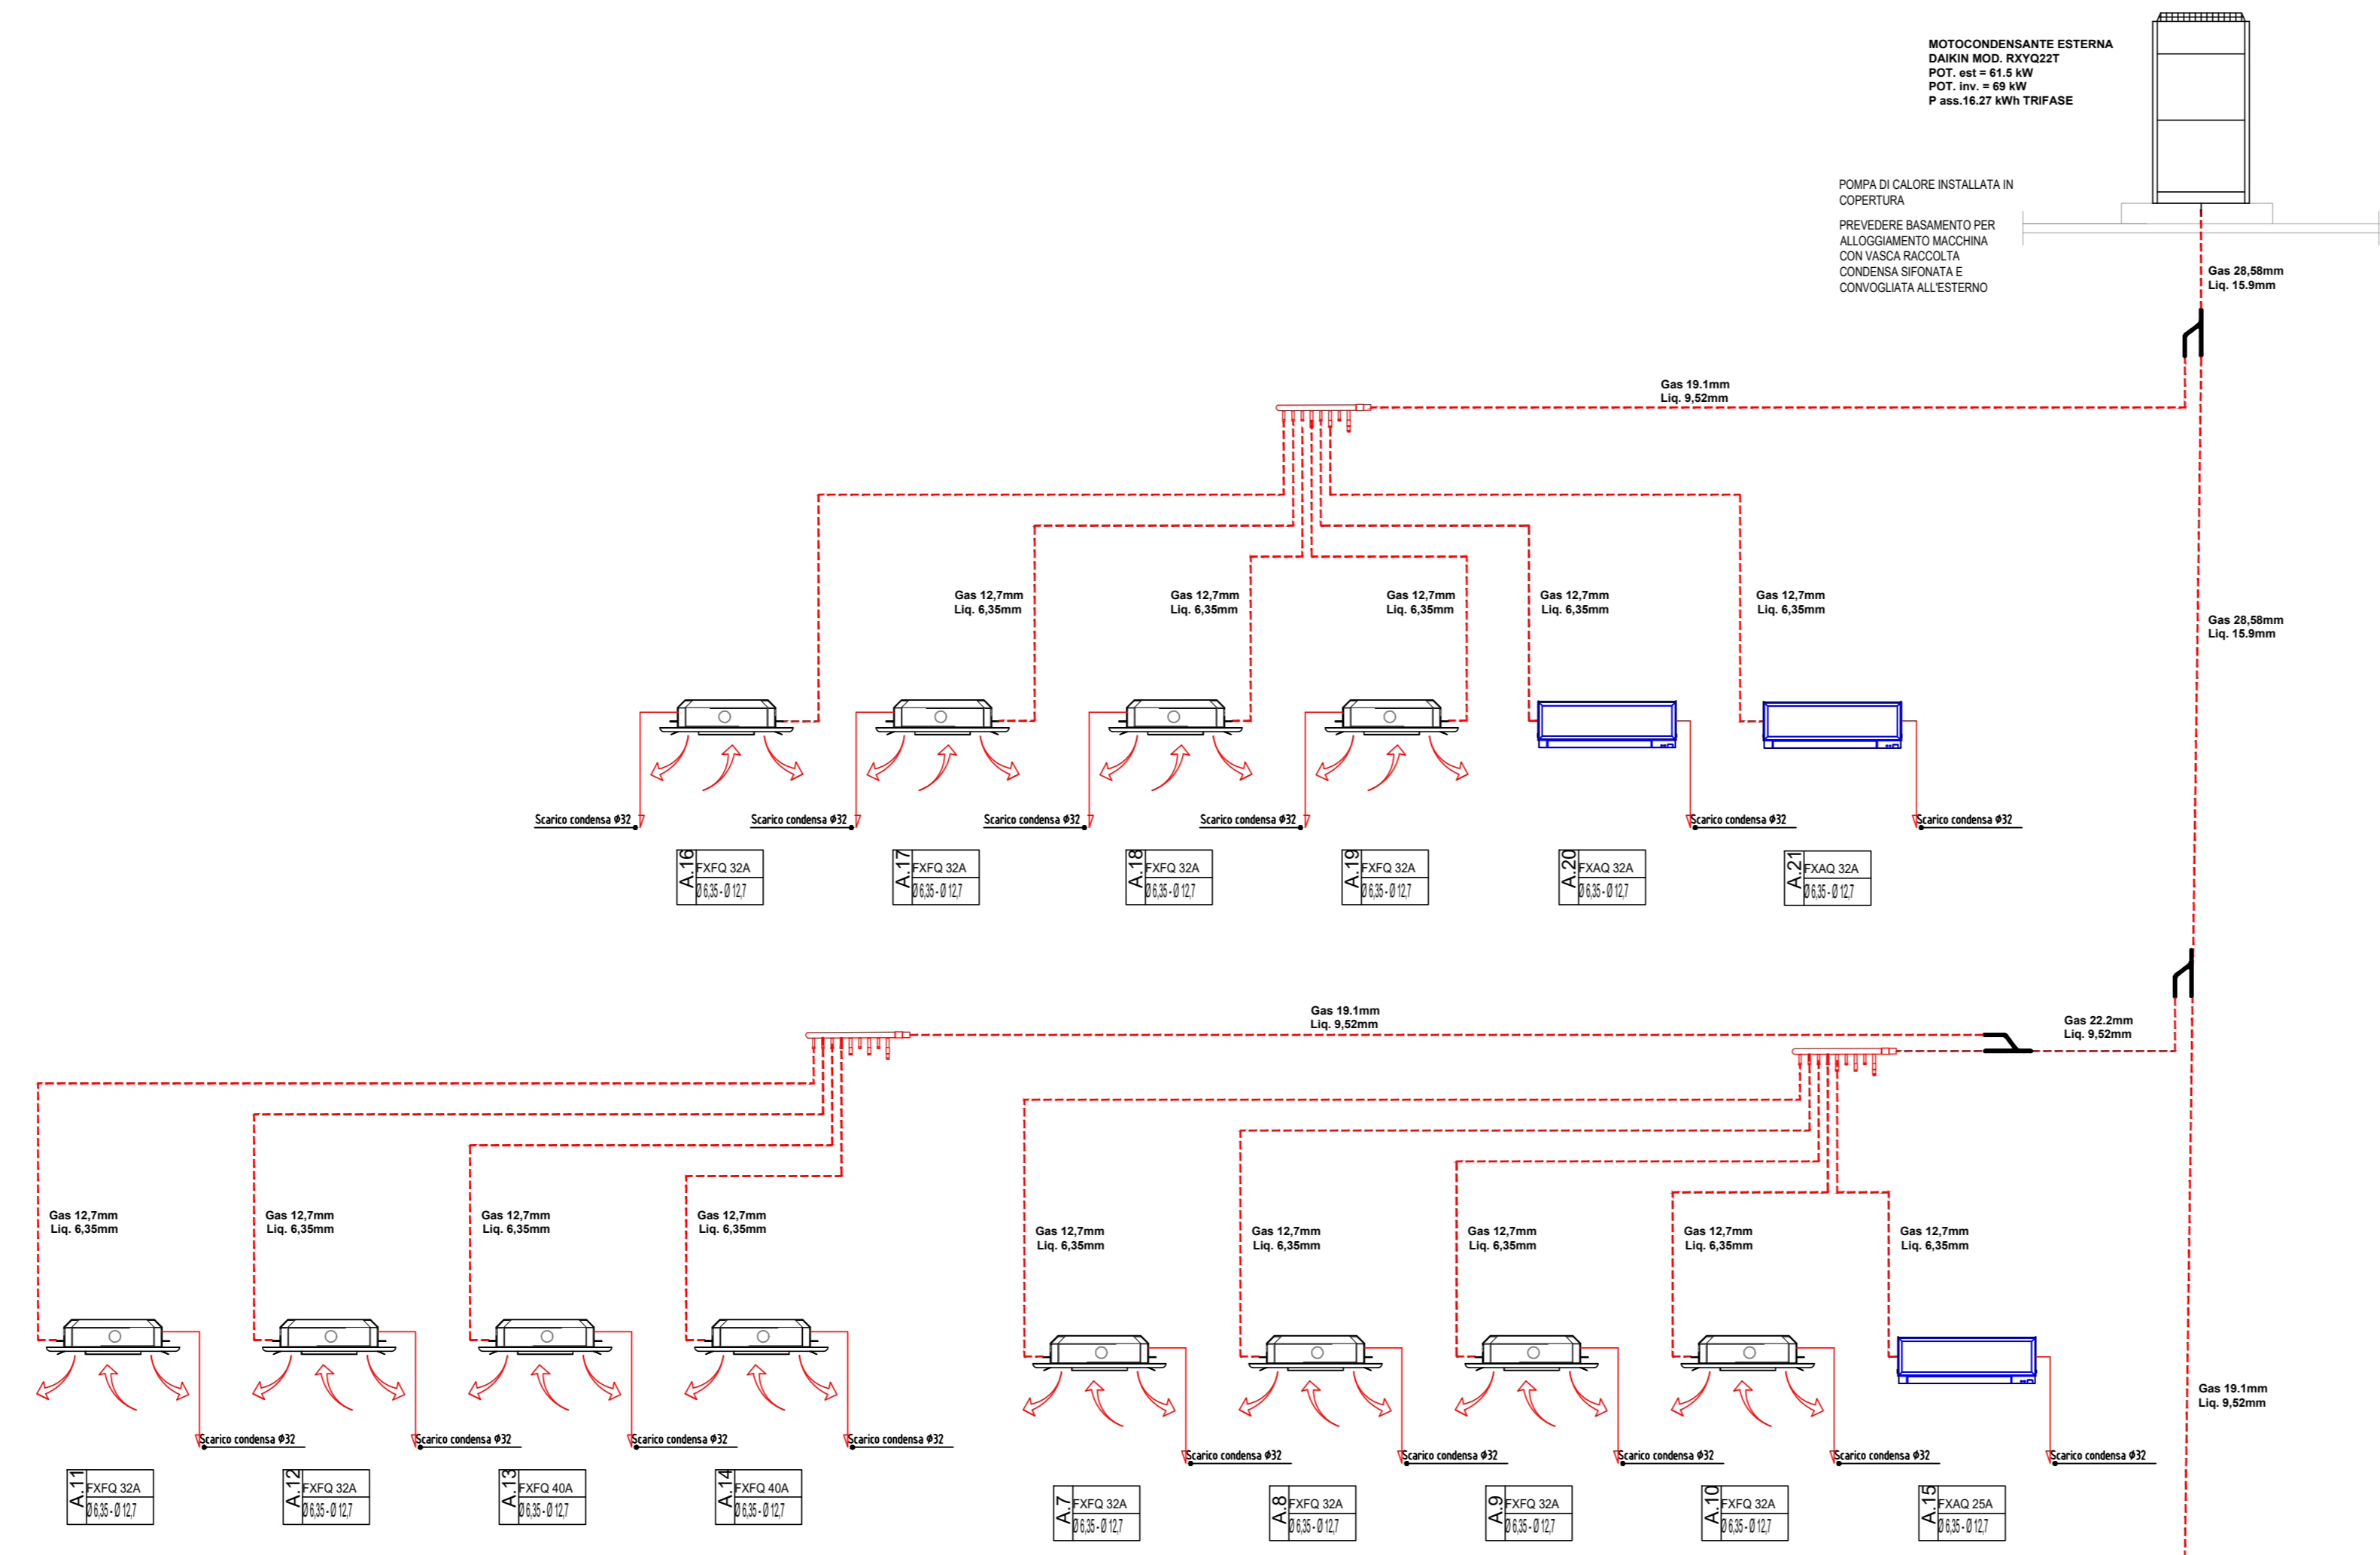 MOTOCONDENSANTE ESTERNA
DAIKIN MOD. RXYQ22T
POT. est = 61.5 kW
POT. inv. = 69 kW
P ass.16.27 kWh TRIFASE
POMPA DI CALORE INSTALLATA IN
COPERTURA
PREVEDERE BASAMENTO PER
ALLOGGIAMENTO MACCHINA
CON VASCA RACCOLTA
CONDENSA SIFONATA E
CONVOGLIATA ALL'ESTERNO
Gas 28,58mm
Liq. 15.9mm
Gas 19.1mm
Liq. 9,52mm
Gas 12,7mm
Liq. 6,35mm
Gas 12,7mm
Liq. 6,35mm
Gas 12,7mm
Liq. 6,35mm
Gas 12,7mm
Liq. 6,35mm
Gas 12,7mm
Liq. 6,35mm
Gas 28,58mm
Liq. 15.9mm
Scarico condensa Ø32
Scarico condensa Ø32
Scarico condensa Ø32
Scarico condensa Ø32
Scarico condensa Ø32
Scarico condensa Ø32
A.16
FXFQ 32A
Ø 6,35 - Ø 12,7
A.17
FXFQ 32A
Ø 6,35 - Ø 12,7
A.18
FXFQ 32A
Ø 6,35 - Ø 12,7
A.19
FXFQ 32A
Ø 6,35 - Ø 12,7
A.20
FXAQ 32A
Ø 6,35 - Ø 12,7
A.21
FXAQ 32A
Ø 6,35 - Ø 12,7
Gas 19.1mm
Liq. 9,52mm
Gas 22.2mm
Liq. 9,52mm
Gas 12,7mm
Liq. 6,35mm
Gas 12,7mm
Liq. 6,35mm
Gas 12,7mm
Liq. 6,35mm
Gas 12,7mm
Liq. 6,35mm
Gas 12,7mm
Liq. 6,35mm
Gas 12,7mm
Liq. 6,35mm
Gas 12,7mm
Liq. 6,35mm
Gas 12,7mm
Liq. 6,35mm
Gas 12,7mm
Liq. 6,35mm
Gas 19.1mm
Liq. 9,52mm
Scarico condensa Ø32
Scarico condensa Ø32
Scarico condensa Ø32
Scarico condensa Ø32
Scarico condensa Ø32
Scarico condensa Ø32
Scarico condensa Ø32
Scarico condensa Ø32
Scarico condensa Ø32
A.11
FXFQ 32A
Ø 6,35 - Ø 12,7
A.12
FXFQ 32A
Ø 6,35 - Ø 12,7
A.13
FXFQ 40A
Ø 6,35 - Ø 12,7
A.14
FXFQ 40A
Ø 6,35 - Ø 12,7
A.7
FXFQ 32A
Ø 6,35 - Ø 12,7
A.8
FXFQ 32A
Ø 6,35 - Ø 12,7
A.9
FXFQ 32A
Ø 6,35 - Ø 12,7
A.10
FXFQ 32A
Ø 6,35 - Ø 12,7
A.15
FXAQ 25A
Ø 6,35 - Ø 12,7